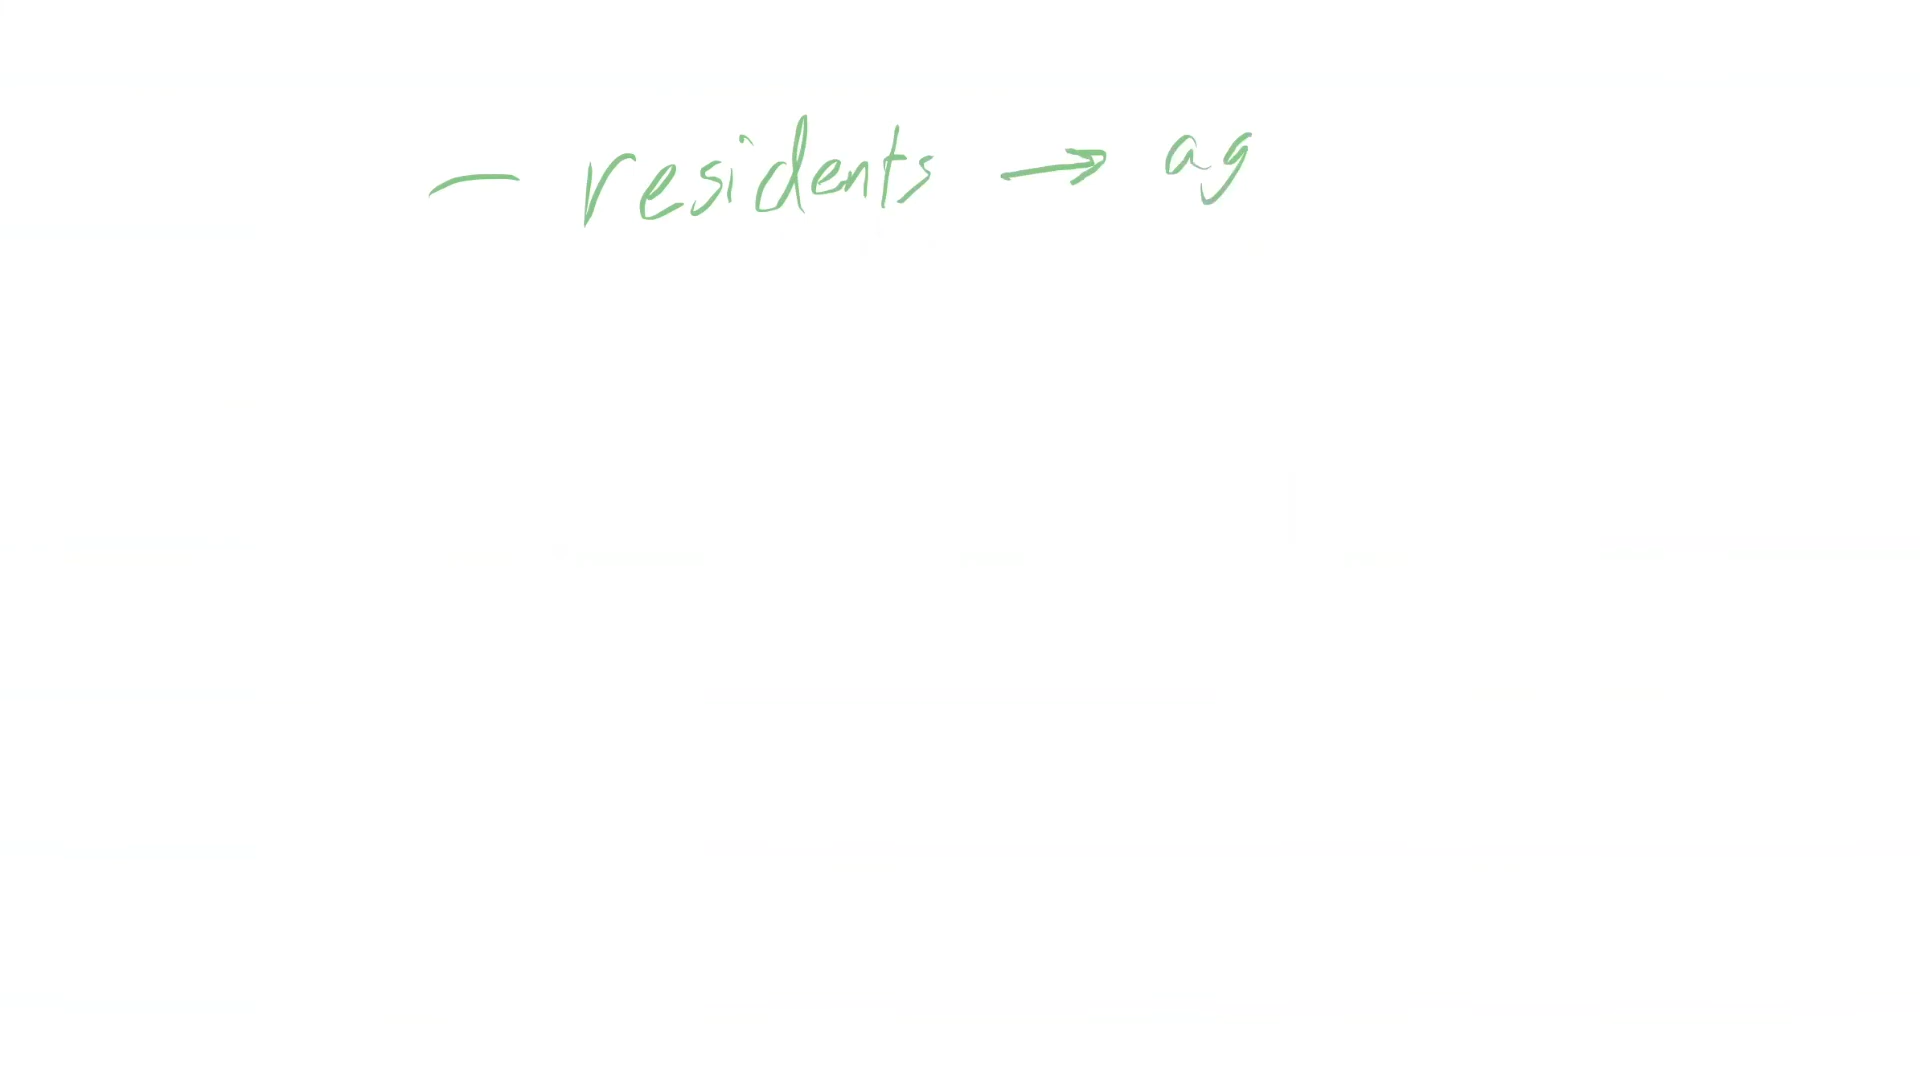 — residents → ag